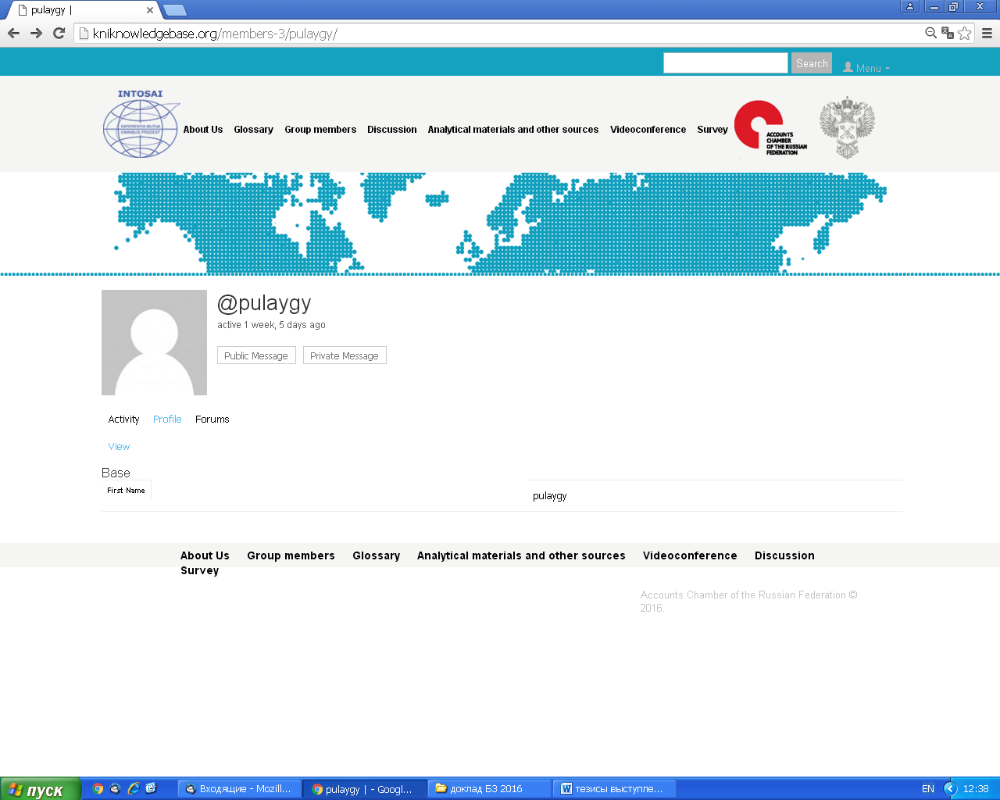 pulaygy |
kniknowledgebase.org/members-3/pulaygy/
Search
Menu
INTOSAI
EXPERIENTIA MUTUA
OMNIBUS PRODEST
About Us Glossary Group members Discussion Analytical materials and other sources Videoconference Survey
ACCOUNTS
CHAMBER
OF THE RUSSIAN
FEDERATION
@pulaygy
active 1 week, 5 days ago
Public Message Private Message
Activity Profile Forums
View
Base
First Name pulaygy
About Us Group members Glossary Analytical materials and other sources Videoconference Discussion
Survey
Accounts Chamber of the Russian Federation ©
2016.
пуск Входящие - Mozill... pulaygy | - Googl... доклад БЗ 2016 тезисы выступле... EN 12:38